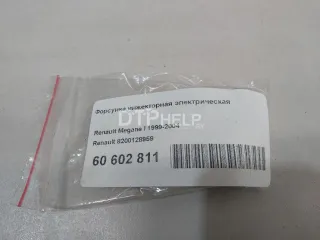 Форсунка инжекторная электрическая
DTPHELP
Renault Megane I 1999-2004
Renault 8200128959
60 602 811